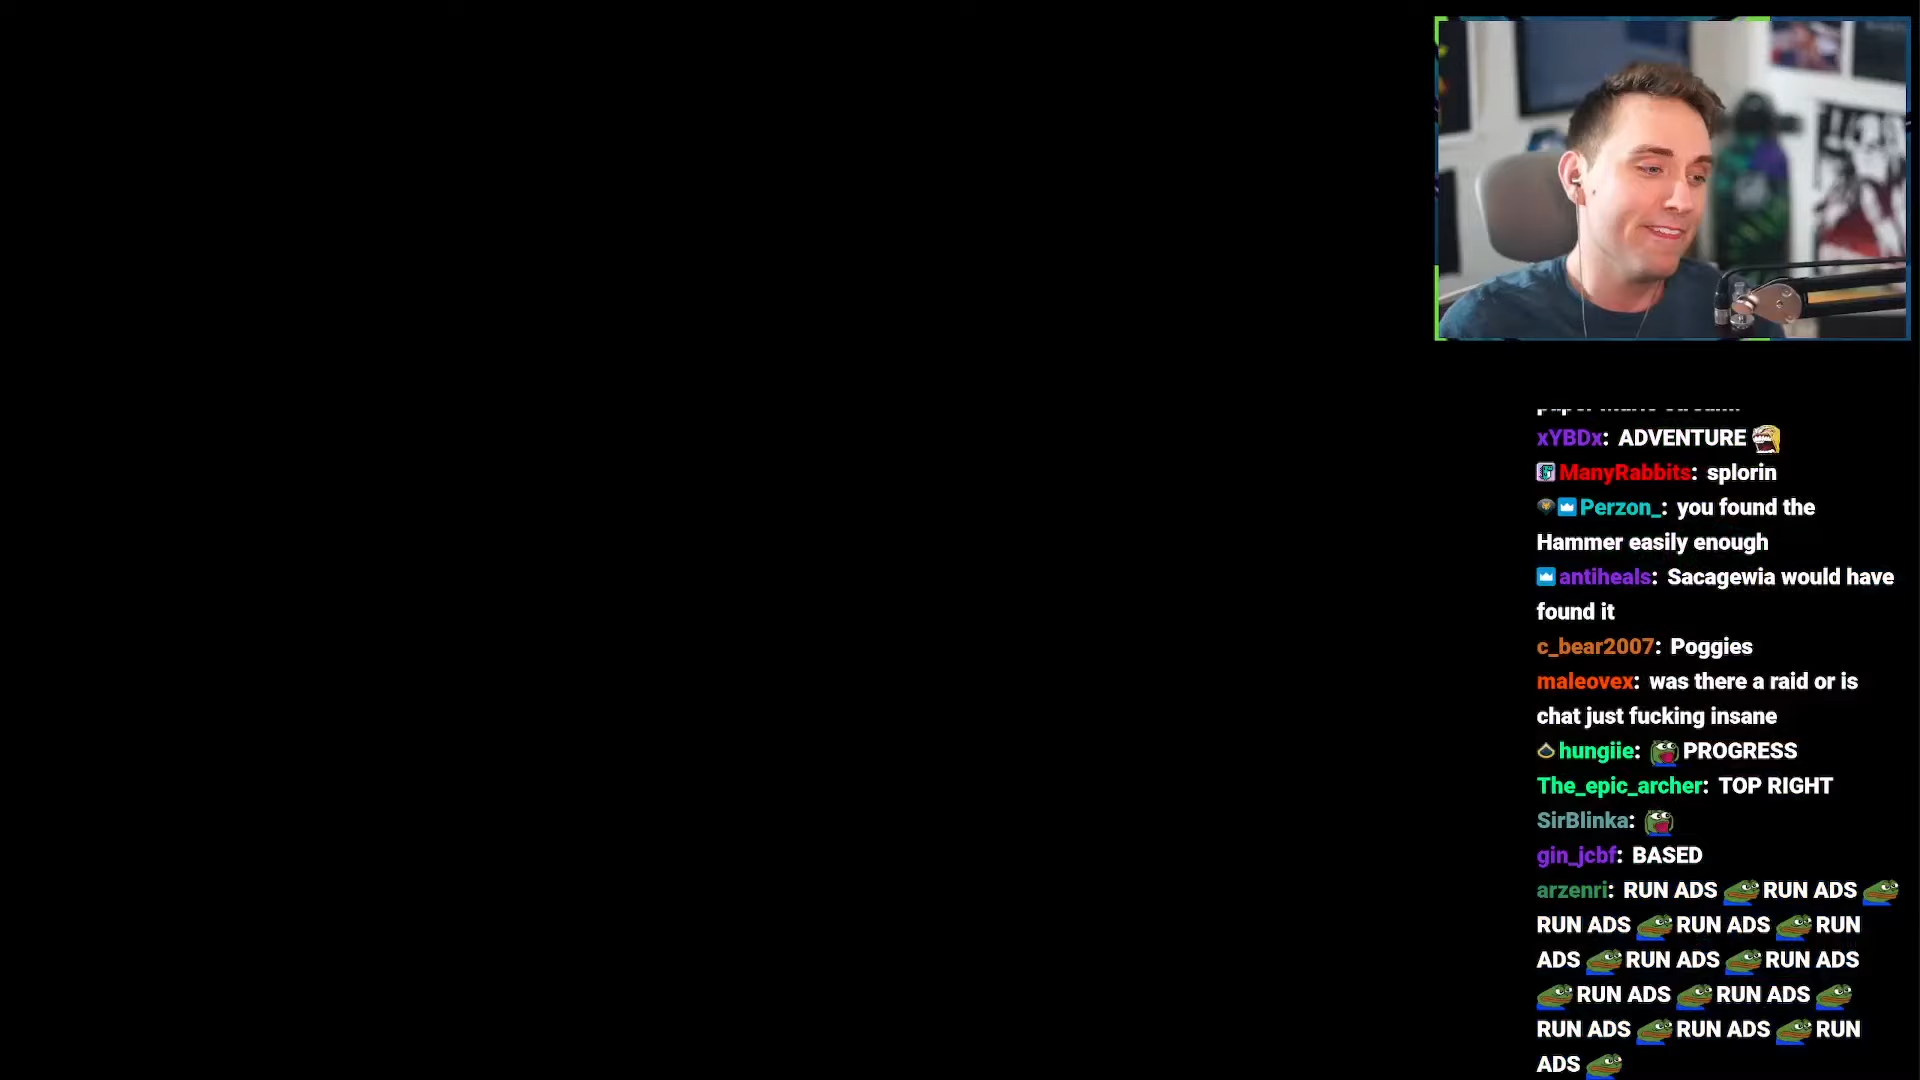 xYBDx: ADVENTURE
ManyRabbits: splorin
Perzon_: you found the
Hammer easily enough
antiheals: Sacagewia would have
found it
c_bear2007: Poggies
maleovex: was there a raid or is
chat just fucking insane
hungiie: PROGRESS
The_epic_archer: TOP RIGHT
SirBlinka:
gin_jcbf: BASED
arzenri: RUN ADS RUN ADS
RUN ADS RUN ADS RUN
ADS RUN ADS RUN ADS
RUN ADS RUN ADS
RUN ADS RUN ADS RUN
ADS